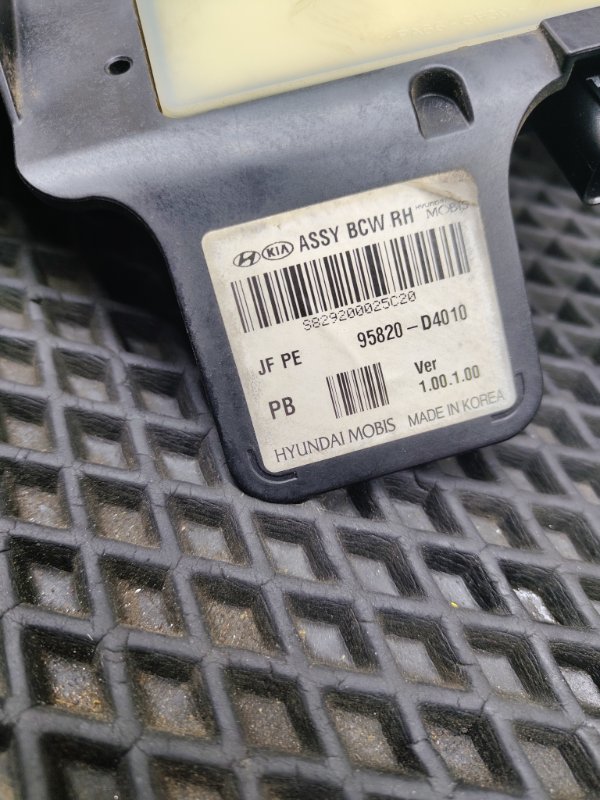 KIA ASSY BCW RH HYUNDAI MOBIS
S829200025C20
JF PE 95820-D4010
PB Ver
1.00.1.00
HYUNDAI MOBIS MADE IN KOREA